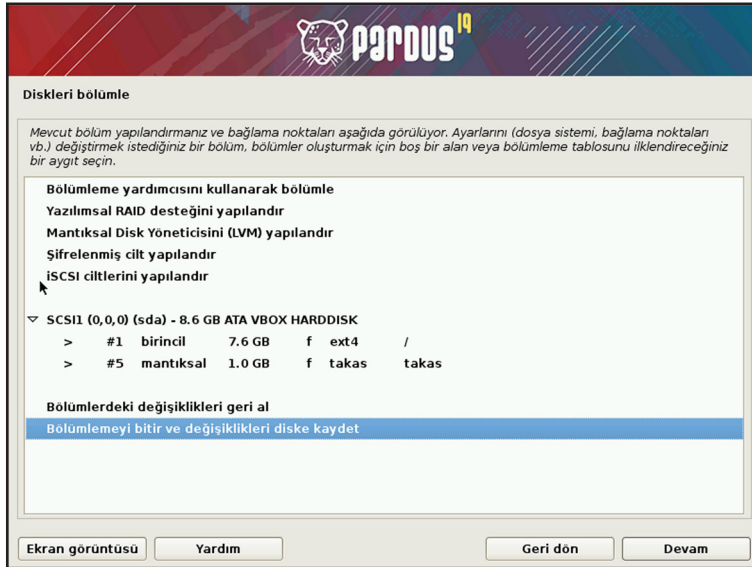 PARDUS 19
Diskleri bölümle
Mevcut bölüm yapılandırmanız ve bağlama noktaları aşağıda görülüyor. Ayarlarını (dosya sistemi, bağlama noktaları
vb.) değiştirmek istediğiniz bir bölüm, bölümler oluşturmak için boş bir alan veya bölümleme tablosunu ilklendireceğiniz
bir aygıt seçin.
Bölümleme yardımcısını kullanarak bölümle
Yazılımsal RAID desteğini yapılandır
Mantıksal Disk Yöneticisini (LVM) yapılandır
Şifrelenmiş cilt yapılandır
iSCSI ciltlerini yapılandır
SCSI1 (0,0,0) (sda) - 8.6 GB ATA VBOX HARDDISK
> #1 birincil 7.6 GB f ext4 /
> #5 mantıksal 1.0 GB f takas takas
Bölümlerdeki değişiklikleri geri al
Bölümlemeyi bitir ve değişiklikleri diske kaydet
Ekran görüntüsü Yardım Geri dön Devam